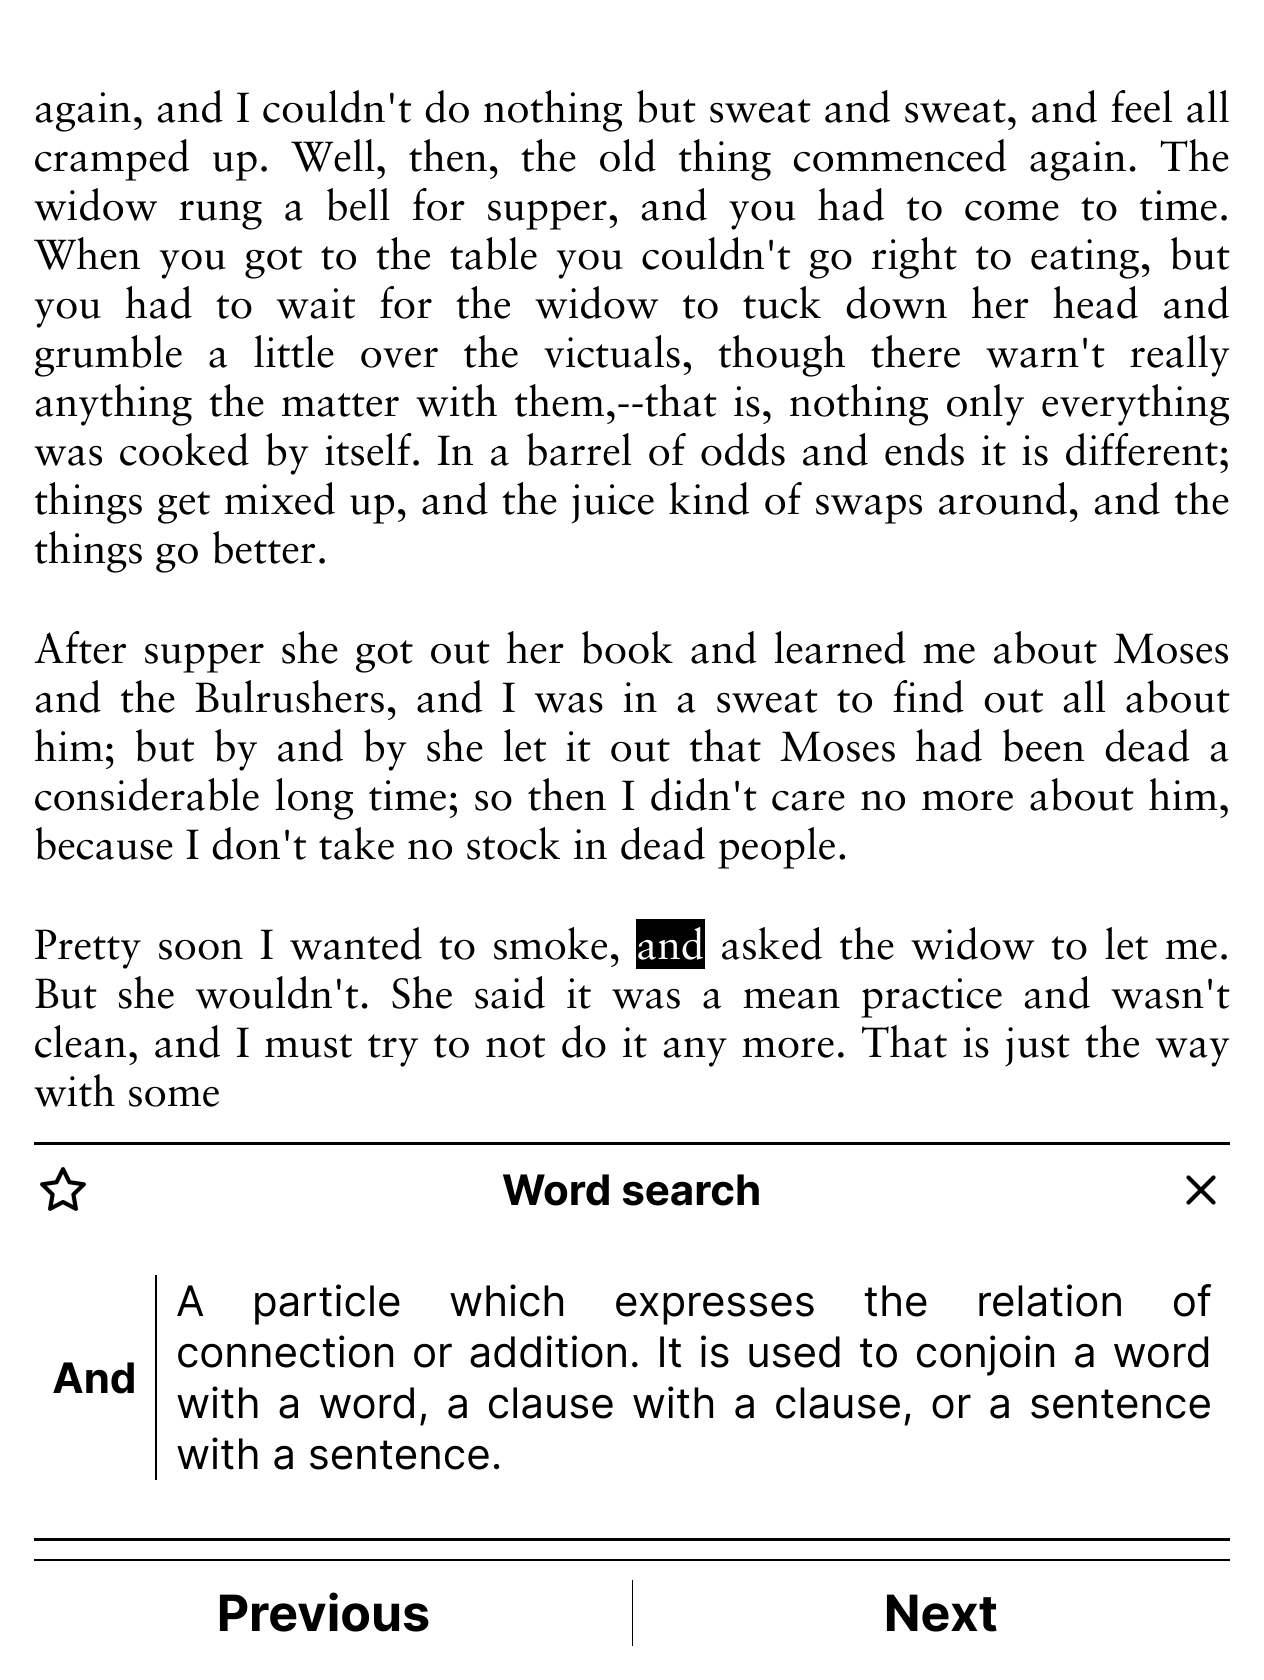 again, and I couldn't do nothing but sweat and sweat, and feel all
cramped up. Well, then, the old thing commenced again. The
widow rung a bell for supper, and you had to come to time.
When you got to the table you couldn't go right to eating, but
you had to wait for the widow to tuck down her head and
grumble a little over the victuals, though there warn't really
anything the matter with them,--that is, nothing only everything
was cooked by itself. In a barrel of odds and ends it is different;
things get mixed up, and the juice kind of swaps around, and the
things go better.

After supper she got out her book and learned me about Moses
and the Bulrushers, and I was in a sweat to find out all about
him; but by and by she let it out that Moses had been dead a
considerable long time; so then I didn't care no more about him,
because I don't take no stock in dead people.

Pretty soon I wanted to smoke, and asked the widow to let me.
But she wouldn't. She said it was a mean practice and wasn't
clean, and I must try to not do it any more. That is just the way
with some
Word search
And
A particle which expresses the relation of
connection or addition. It is used to conjoin a word
with a word, a clause with a clause, or a sentence
with a sentence.
Previous
Next